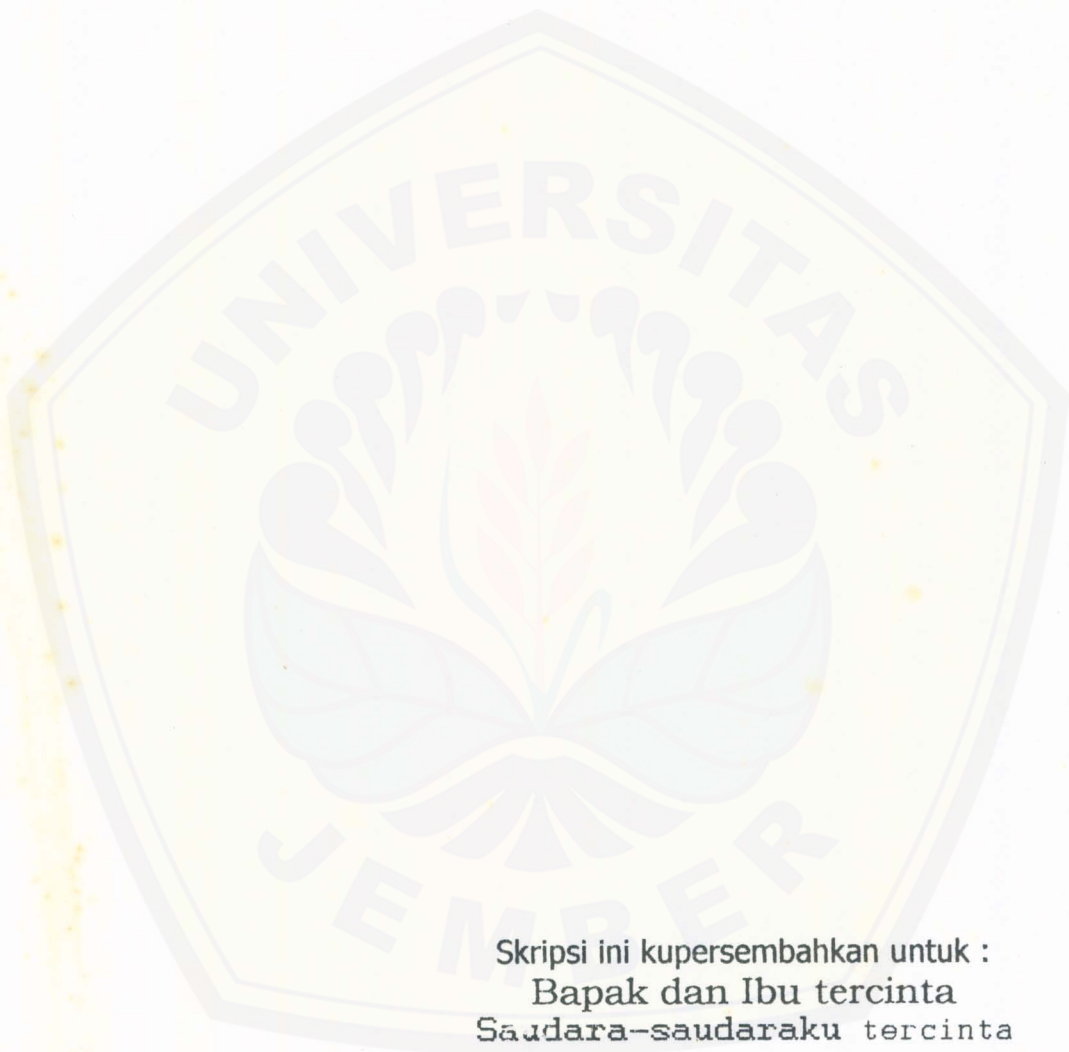 UNIVERSITAS
JEMBER
Skripsi ini kupersembahkan untuk :
Bapak dan Ibu tercinta
Saudara-saudaraku tercinta